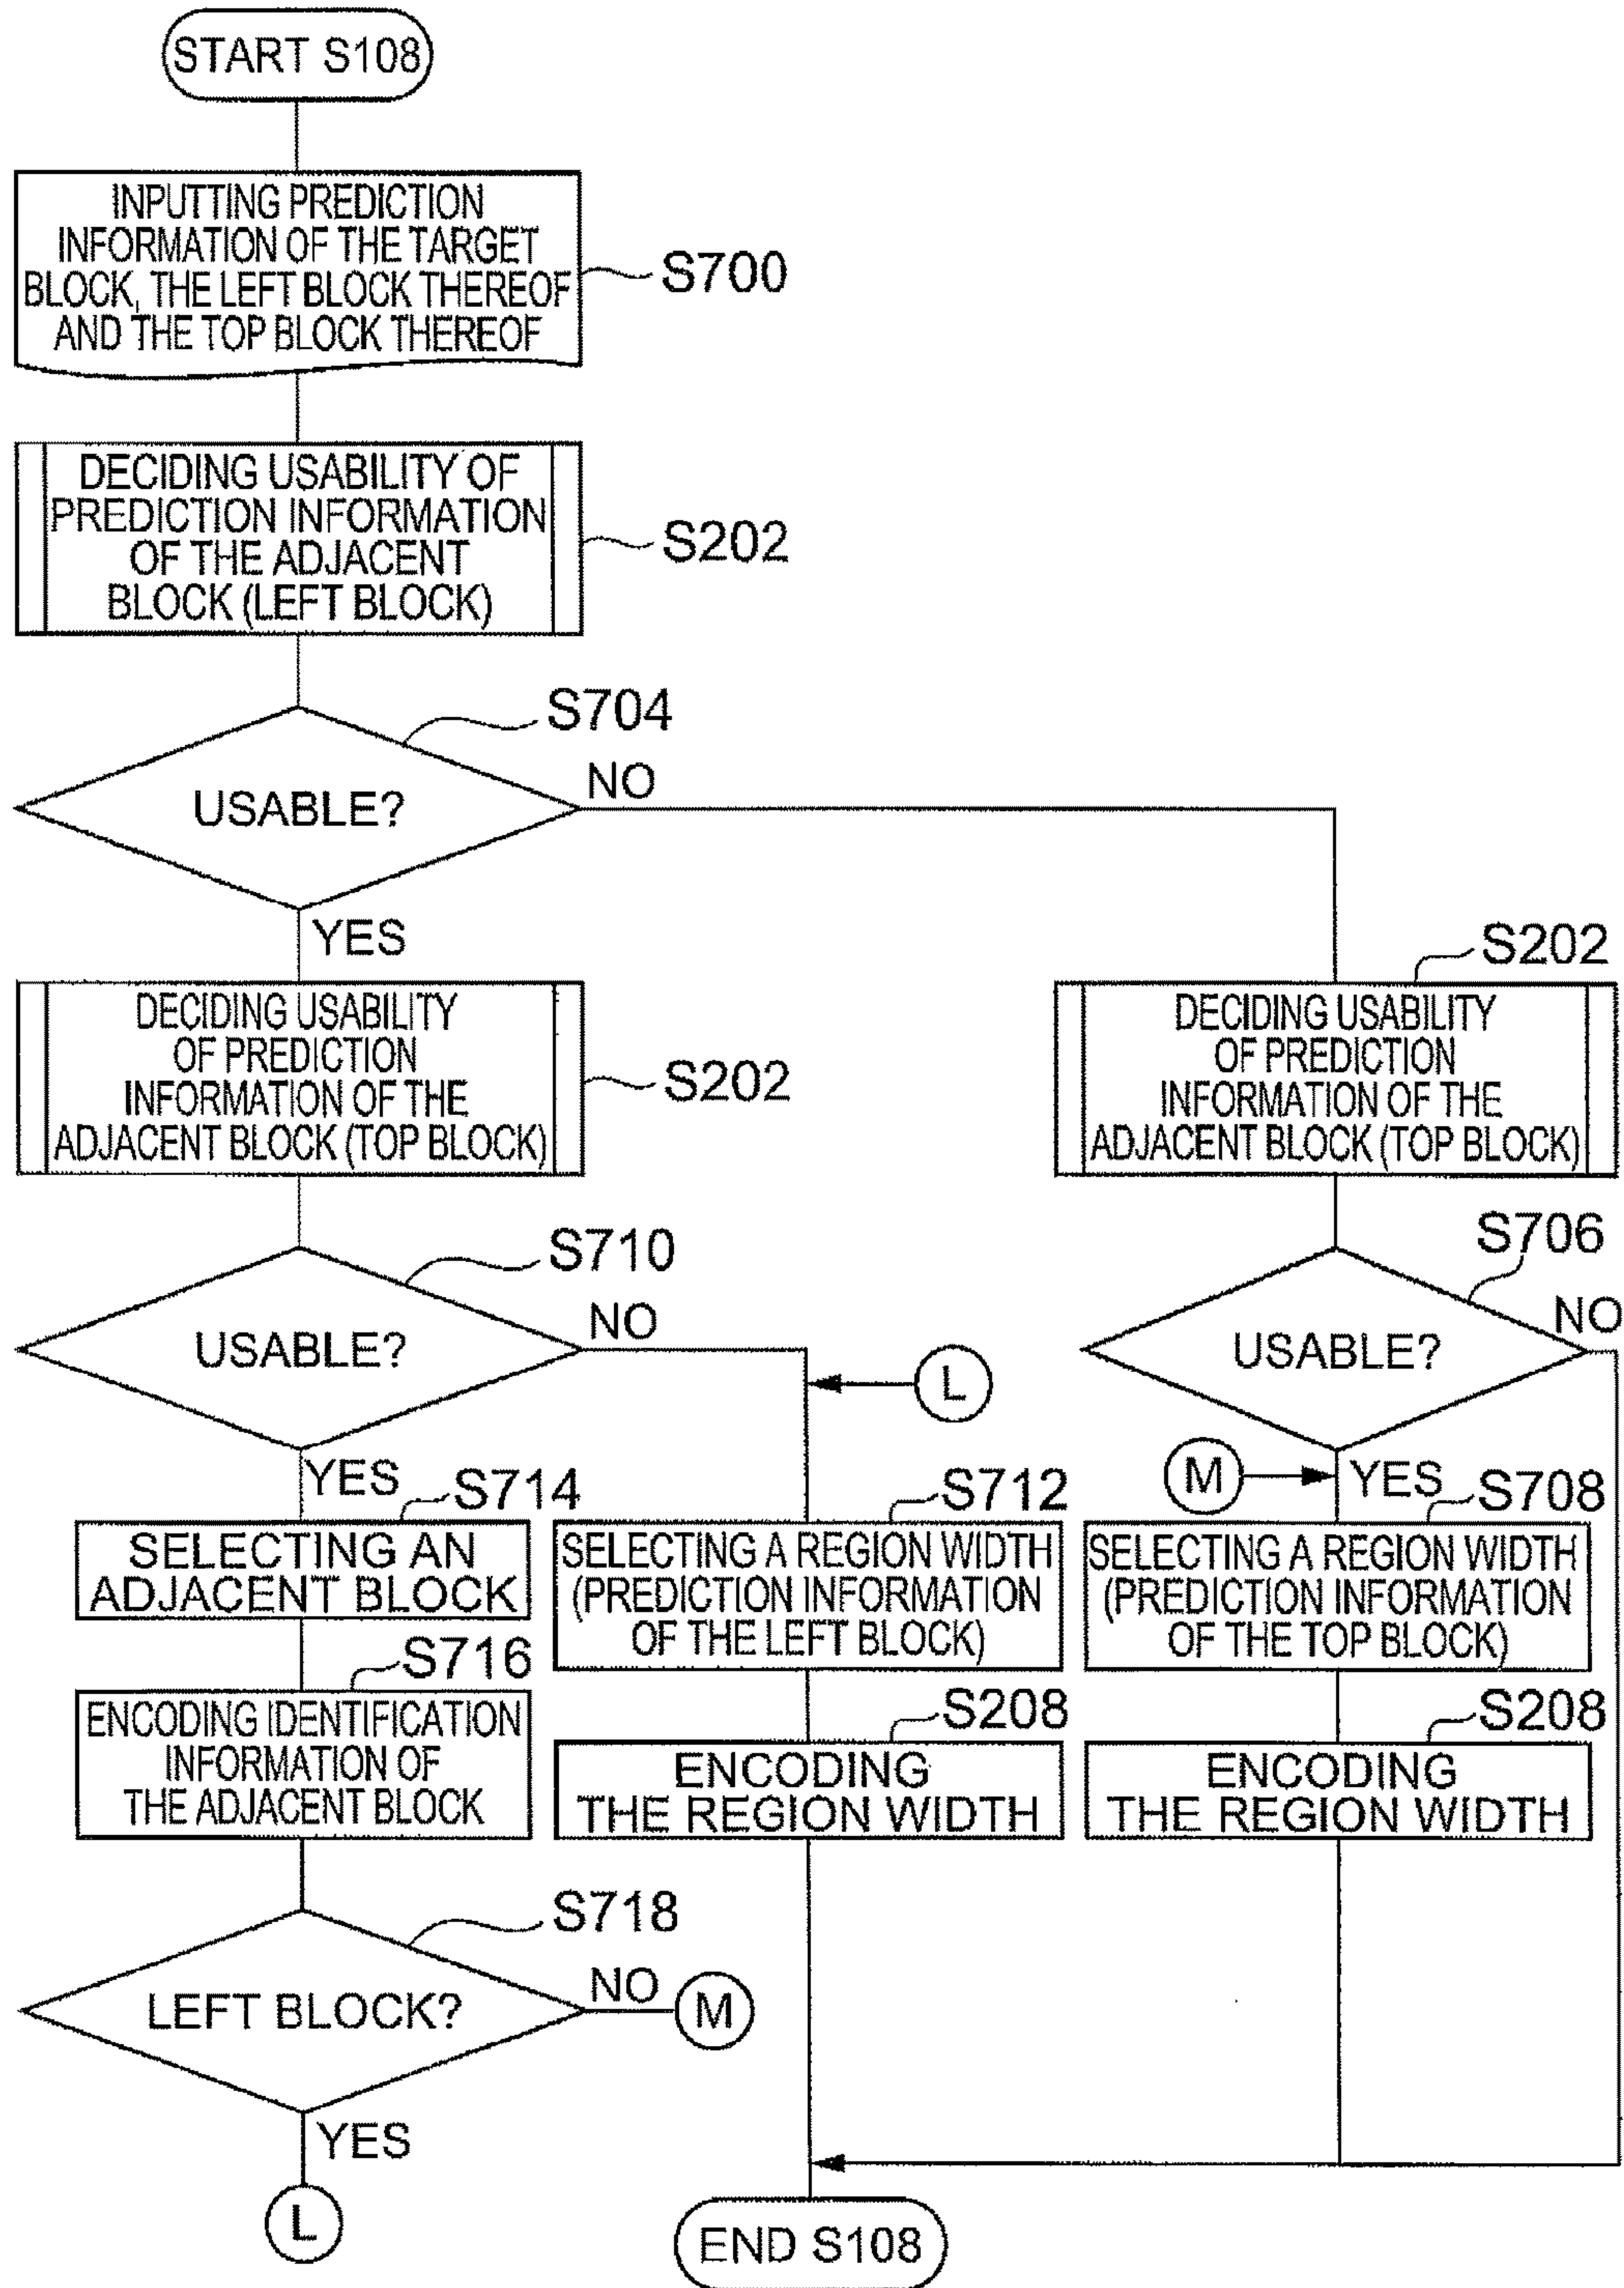 START S108
INPUTTING PREDICTION
INFORMATION OF THE TARGET
BLOCK, THE LEFT BLOCK THEREOF
AND THE TOP BLOCK THEREOF
S700
DECIDING USABILITY OF
PREDICTION INFORMATION
OF THE ADJACENT
BLOCK (LEFT BLOCK)
S202
S704
USABLE?
NO
YES
DECIDING USABILITY
OF PREDICTION
INFORMATION OF THE
ADJACENT BLOCK (TOP BLOCK)
S202
S202
DECIDING USABILITY
OF PREDICTION
INFORMATION OF THE
ADJACENT BLOCK (TOP BLOCK)
S710
USABLE?
NO
L
S706
USABLE?
NO
YES
M
YES
S714
SELECTING AN
ADJACENT BLOCK
S712
SELECTING A REGION WIDTH
(PREDICTION INFORMATION
OF THE LEFT BLOCK)
S708
SELECTING A REGION WIDTH
(PREDICTION INFORMATION
OF THE TOP BLOCK)
S716
ENCODING IDENTIFICATION
INFORMATION OF
THE ADJACENT BLOCK
S208
ENCODING
THE REGION WIDTH
S208
ENCODING
THE REGION WIDTH
S718
LEFT BLOCK?
NO
M
YES
L
END S108